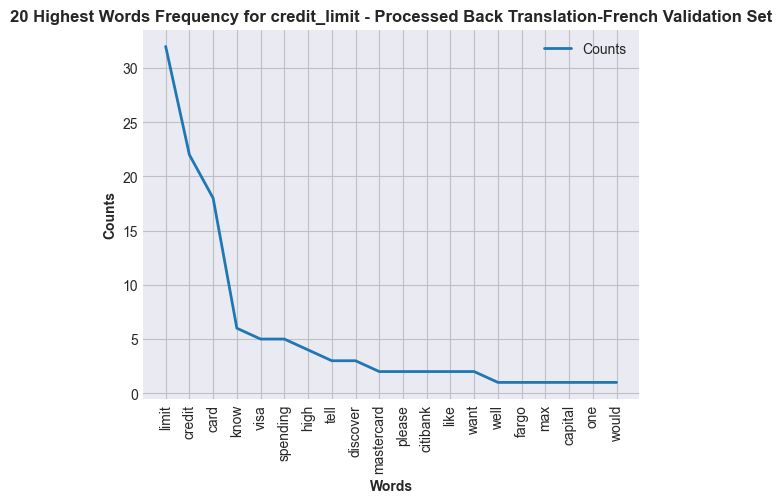 20 Highest Words Frequency for credit_limit - Processed Back Translation-French Validation Set
Counts
30
25
20
15
10
5
0
Counts
limit
credit
card
know
visa
spending
high
tell
discover
mastercard
please
citibank
like
want
well
fargo
max
capital
one
would
Words